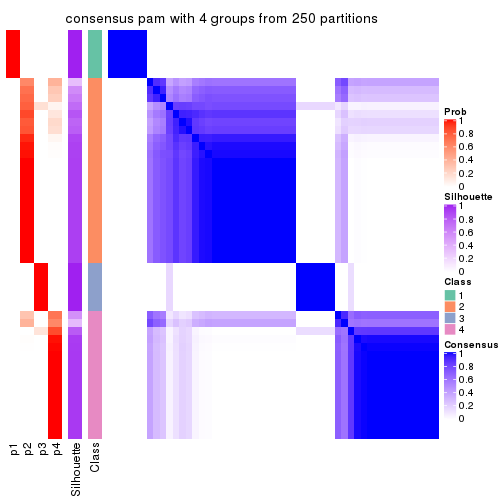 consensus pam with 4 groups from 250 partitions
Prob
1
0.8
0.6
0.4
0.2
0
Silhouette
1
0.8
0.6
0.4
0.2
0
Class
1
2
3
4
Consensus
1
0.8
0.6
0.4
0.2
0
p1
p2
p3
p4
Silhouette
Class